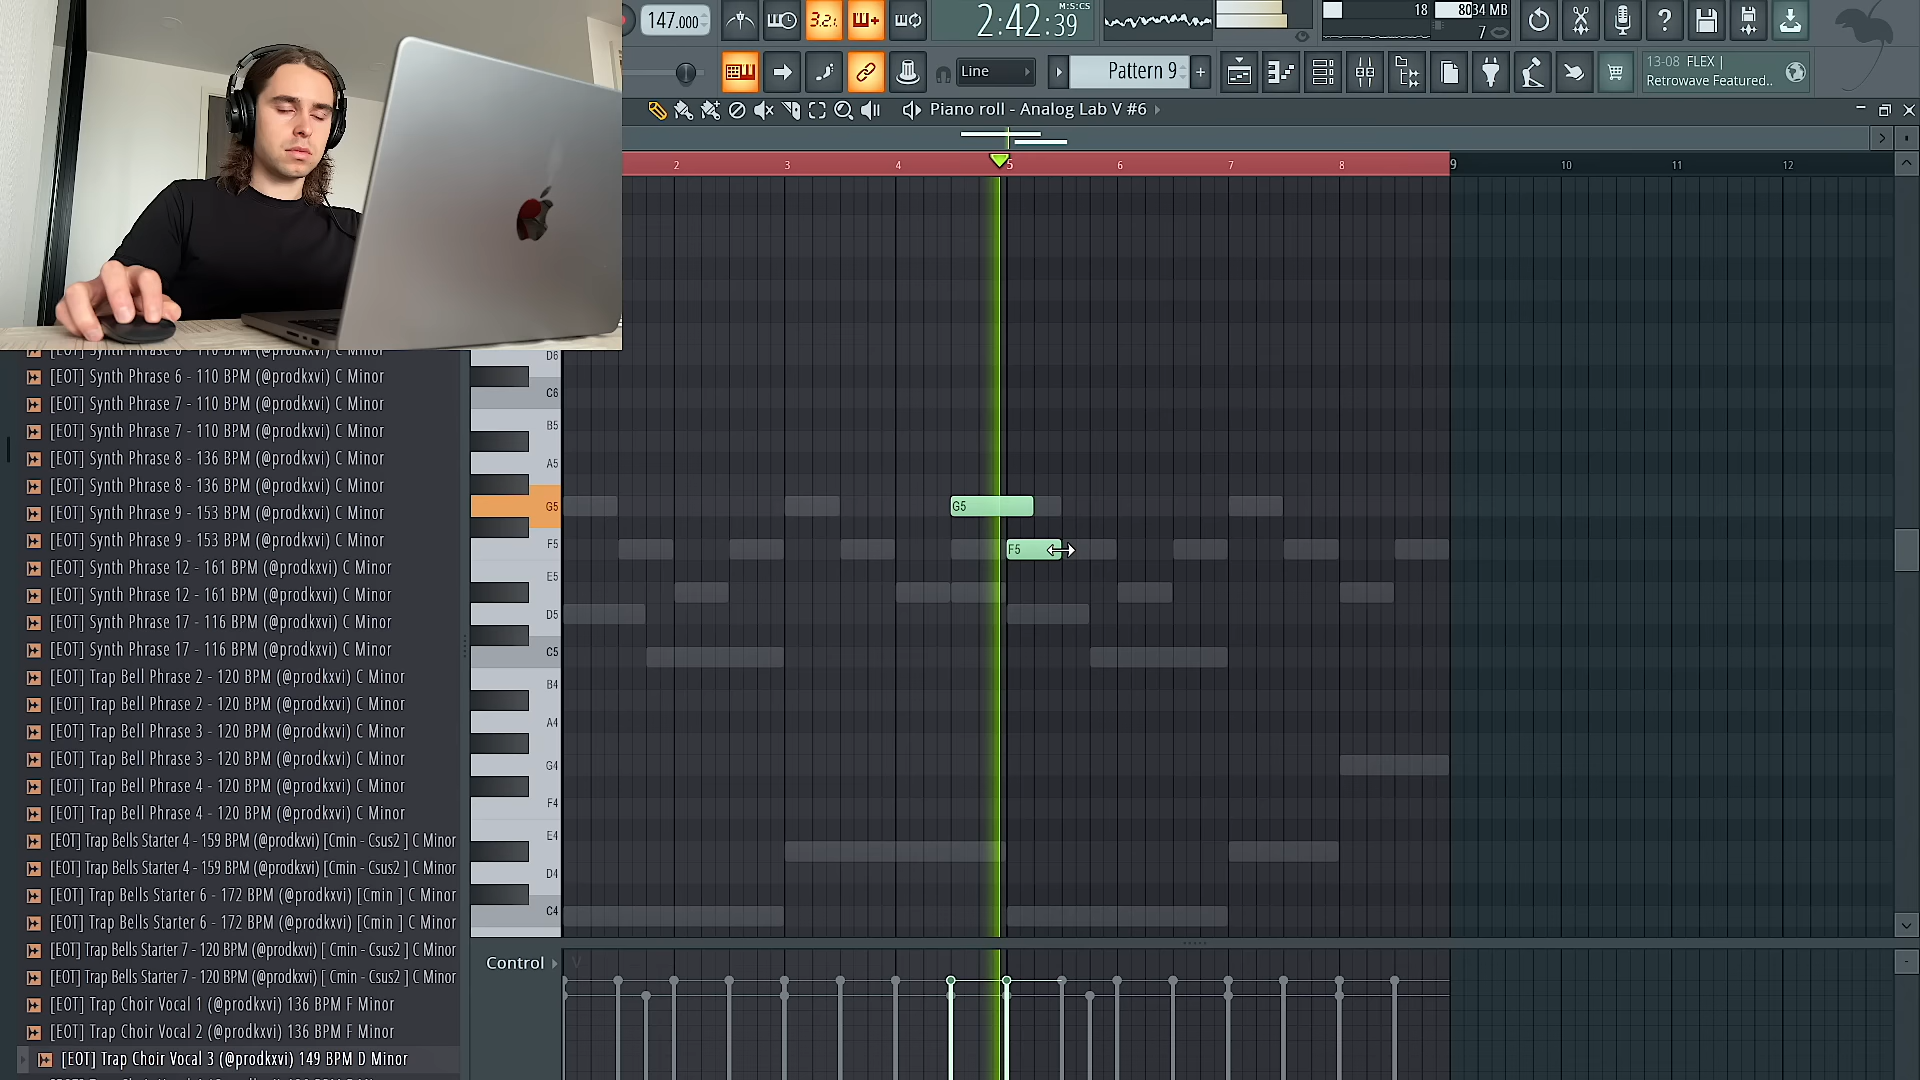 147.000
3.2.
2:42:39
M:S:CS
18
8034 MB
7
Line
Pattern 9
+
13-08 FLEX |
Retrowave Featured..
Piano roll - Analog Lab V #6
2 3 4 5 6 7 8 9 10 11 12
[EOT] Synth Phrase 6 - 110 BPM (@prodkxvi) C Minor
[EOT] Synth Phrase 6 - 110 BPM (@prodkxvi) C Minor
[EOT] Synth Phrase 7 - 110 BPM (@prodkxvi) C Minor
[EOT] Synth Phrase 7 - 110 BPM (@prodkxvi) C Minor
[EOT] Synth Phrase 8 - 136 BPM (@prodkxvi) C Minor
[EOT] Synth Phrase 8 - 136 BPM (@prodkxvi) C Minor
[EOT] Synth Phrase 9 - 153 BPM (@prodkxvi) C Minor
[EOT] Synth Phrase 9 - 153 BPM (@prodkxvi) C Minor
[EOT] Synth Phrase 12 - 161 BPM (@prodkxvi) C Minor
[EOT] Synth Phrase 12 - 161 BPM (@prodkxvi) C Minor
[EOT] Synth Phrase 17 - 116 BPM (@prodkxvi) C Minor
[EOT] Synth Phrase 17 - 116 BPM (@prodkxvi) C Minor
[EOT] Trap Bell Phrase 2 - 120 BPM (@prodkxvi) C Minor
[EOT] Trap Bell Phrase 2 - 120 BPM (@prodkxvi) C Minor
[EOT] Trap Bell Phrase 3 - 120 BPM (@prodkxvi) C Minor
[EOT] Trap Bell Phrase 3 - 120 BPM (@prodkxvi) C Minor
[EOT] Trap Bell Phrase 4 - 120 BPM (@prodkxvi) C Minor
[EOT] Trap Bell Phrase 4 - 120 BPM (@prodkxvi) C Minor
[EOT] Trap Bells Starter 4 - 159 BPM (@prodkxvi) [Cmin - Csus2 ] C Minor
[EOT] Trap Bells Starter 4 - 159 BPM (@prodkxvi) [Cmin - Csus2 ] C Minor
[EOT] Trap Bells Starter 6 - 172 BPM (@prodkxvi) [Cmin ] C Minor
[EOT] Trap Bells Starter 6 - 172 BPM (@prodkxvi) [Cmin ] C Minor
[EOT] Trap Bells Starter 7 - 120 BPM (@prodkxvi) [ Cmin - Csus2 ] C Minor
[EOT] Trap Bells Starter 7 - 120 BPM (@prodkxvi) [ Cmin - Csus2 ] C Minor
[EOT] Trap Choir Vocal 1 (@prodkxvi) 136 BPM F Minor
[EOT] Trap Choir Vocal 2 (@prodkxvi) 136 BPM F Minor
[EOT] Trap Choir Vocal 3 (@prodkxvi) 149 BPM D Minor
D6
C6
B5
A5
G5
F5
E5
D5
C5
B4
A4
G4
F4
E4
D4
C4
G5
F5
Control